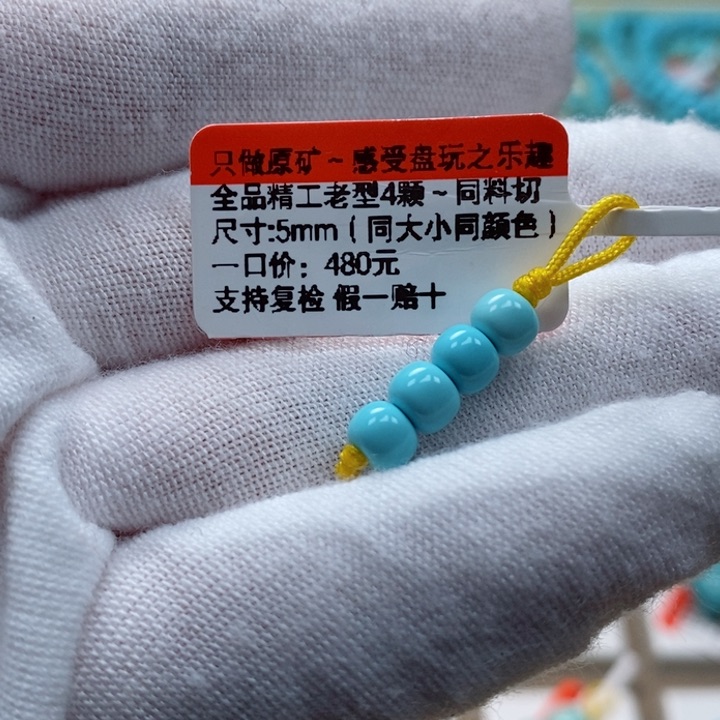 只做原矿～感受盘玩之乐趣
全品精工老型4颗～同料切
尺寸:5mm（同大小同颜色）
一口价：480元
支持复检 假一赔十